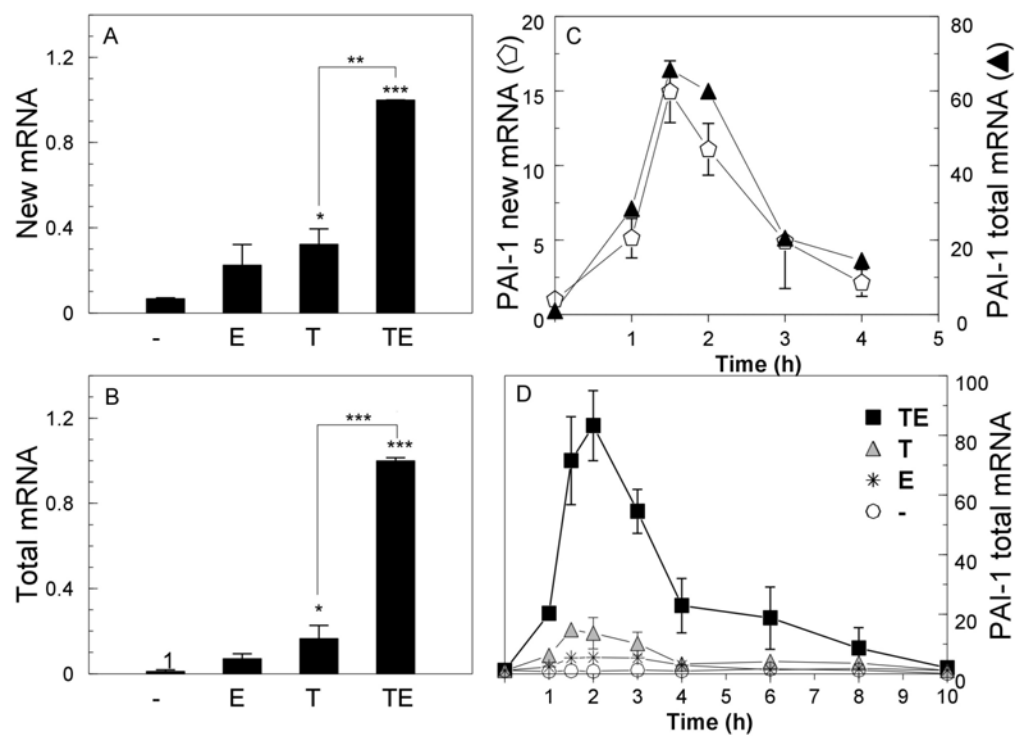 A
New mRNA
1.2
0.8
0.4
0
**
***
*
- E T TE
B
Total mRNA
1.2
0.8
0.4
0
***
***
*
1
- E T TE
C
PAI-1 new mRNA ( )
20
15
10
5
0
PAI-1 total mRNA ( )
80
60
40
20
0
1 2 3 4 5
Time (h)
D
TE
T
E
-
PAI-1 total mRNA
100
80
60
40
20
0
1 2 3 4 6 7 8 9 10
Time (h)